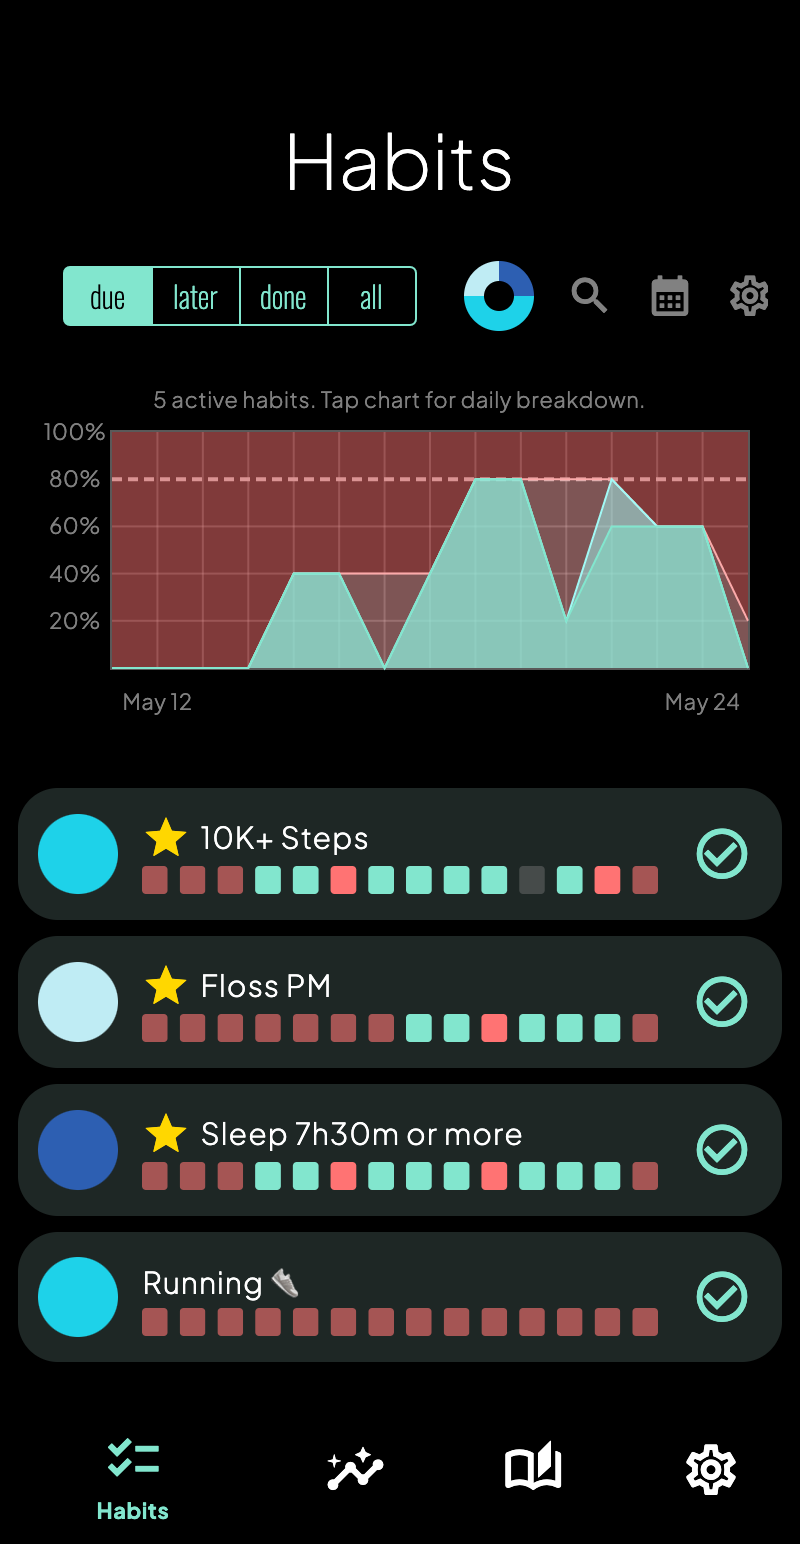 Habits
due later done all
5 active habits. Tap chart for daily breakdown.
100%
80%
60%
40%
20%
May 12 May 24
10K+ Steps
Floss PM
Sleep 7h30m or more
Running 👟
Habits